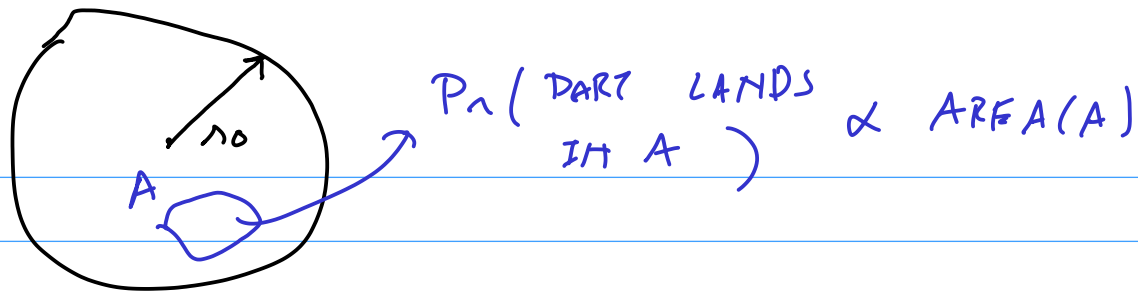 r0
A
Pr( DART LANDS
IN A ) ∝ AREA(A)